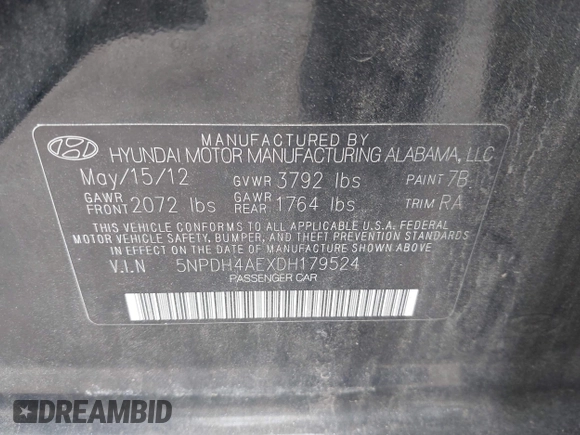 MANUFACTURED BY
HYUNDAI MOTOR MANUFACTURING ALABAMA, LLC
May/15/12 GVWR 3792 lbs PAINT 7B
GAWR FRONT 2072 lbs GAWR REAR 1764 lbs TRIM RA
THIS VEHICLE CONFORMS TO ALL APPLICABLE U.S.A. FEDERAL
MOTOR VEHICLE SAFETY, BUMPER, AND THEFT PREVENTION STANDARDS
IN EFFECT ON THE DATE OF MANUFACTURE SHOWN ABOVE.
V.I.N 5NPDH4AEXDH179524
PASSENGER CAR
DREAMBID